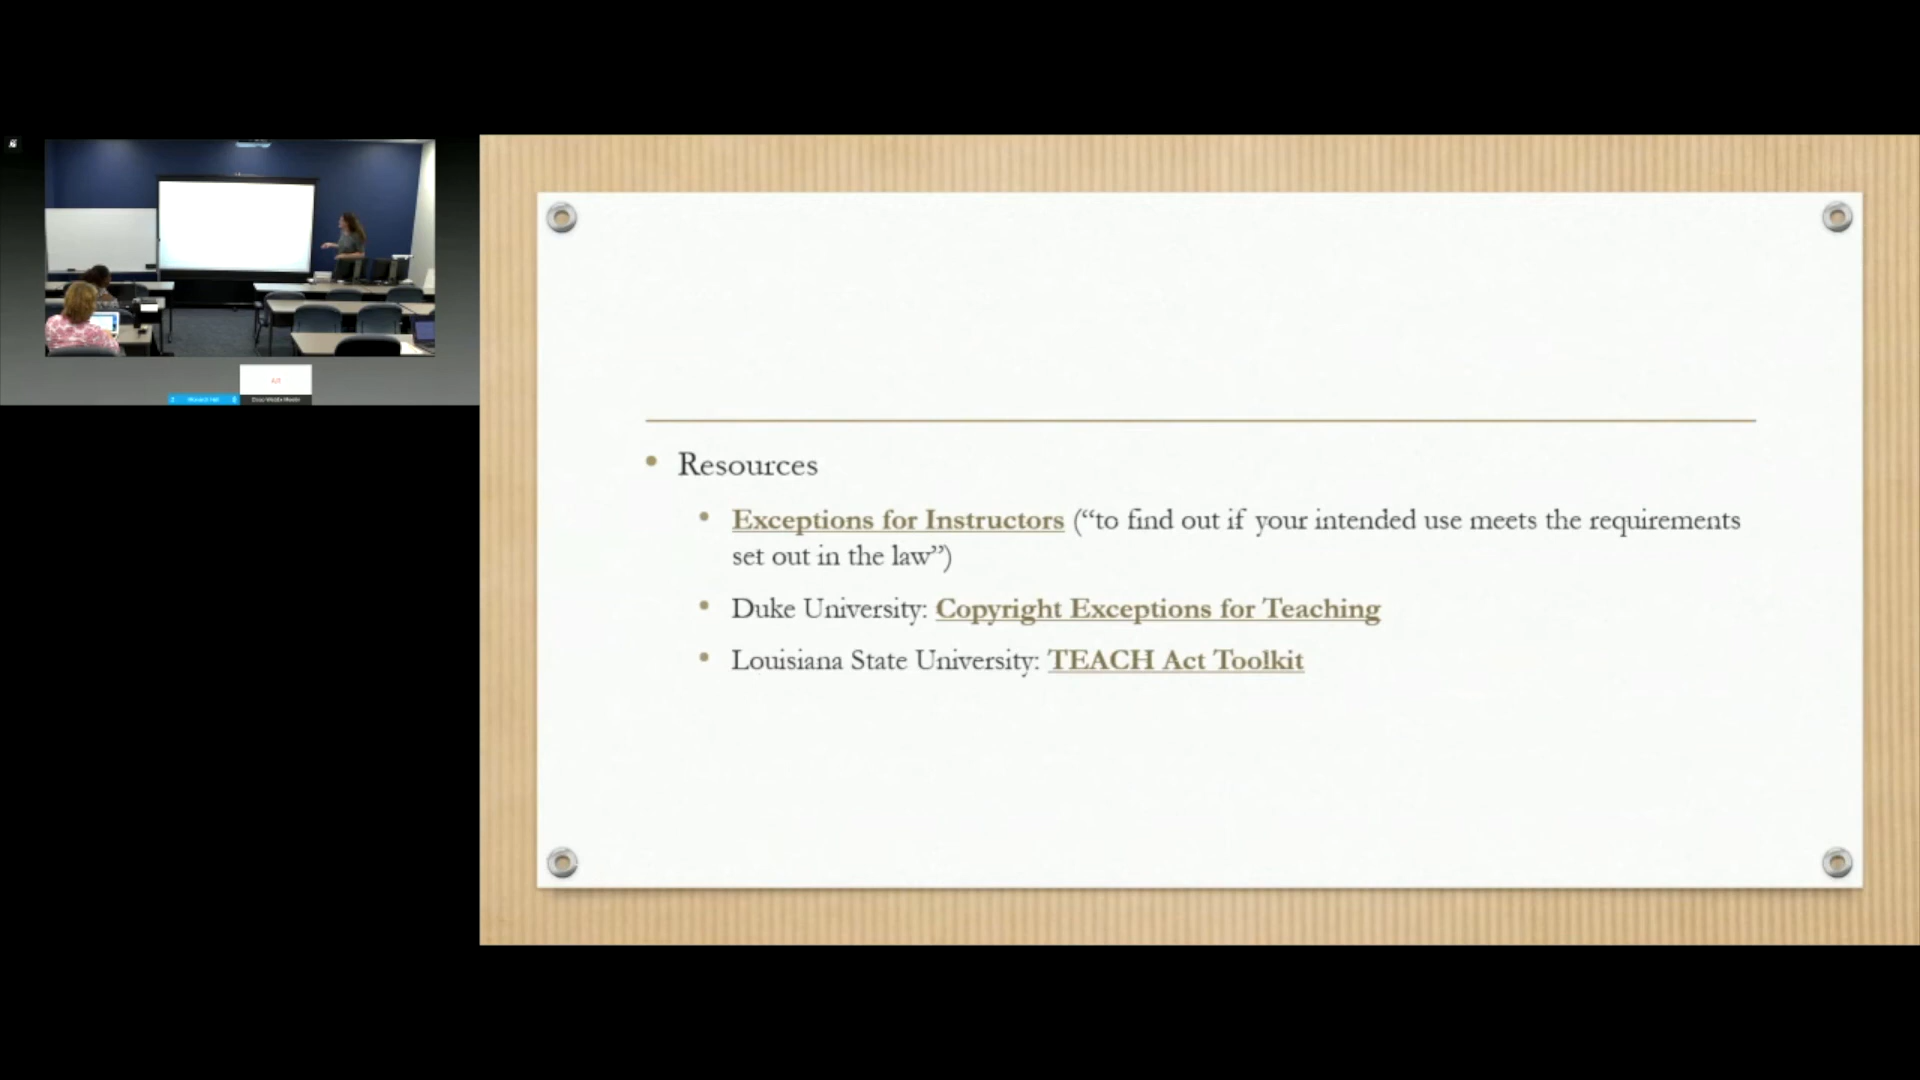 • Resources
• Exceptions for Instructors (“to find out if your intended use meets the requirements
set out in the law”)
• Duke University: Copyright Exceptions for Teaching
• Louisiana State University: TEACH Act Toolkit